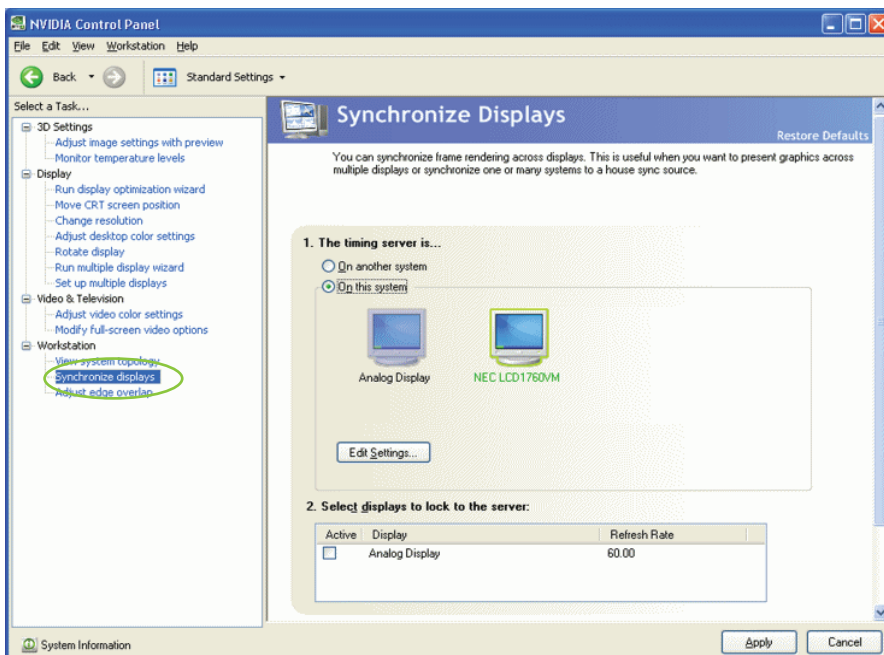 NVIDIA Control Panel
File Edit View Workstation Help
Back Standard Settings
Select a Task...
3D Settings
Adjust image settings with preview
Monitor temperature levels
Display
Run display optimization wizard
Move CRT screen position
Change resolution
Adjust desktop color settings
Rotate display
Run multiple display wizard
Set up multiple displays
Video & Television
Adjust video color settings
Modify full-screen video options
Workstation
View system topology
Synchronize displays
Adjust edge overlap
Synchronize Displays
Restore Defaults
You can synchronize frame rendering across displays. This is useful when you want to present graphics across
multiple displays or synchronize one or many systems to a house sync source.
1. The timing server is...
On another system
On this system
Analog Display
NEC LCD1760VM
Edit Settings...
2. Select displays to lock to the server:
Active Display Refresh Rate
Analog Display 60.00
System Information
Apply Cancel